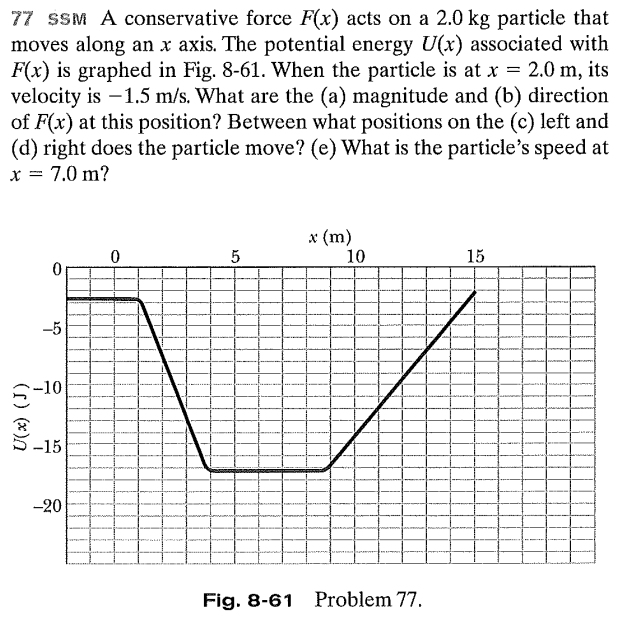 77 SSM A conservative force F(x) acts on a 2.0 kg particle that
moves along an x axis. The potential energy U(x) associated with
F(x) is graphed in Fig. 8-61. When the particle is at x = 2.0 m, its
velocity is −1.5 m/s. What are the (a) magnitude and (b) direction
of F(x) at this position? Between what positions on the (c) left and
(d) right does the particle move? (e) What is the particle's speed at
x = 7.0 m?
x (m)
0 5 10 15
0
−5
−10
−15
−20
U(x) (J)
Fig. 8-61 Problem 77.